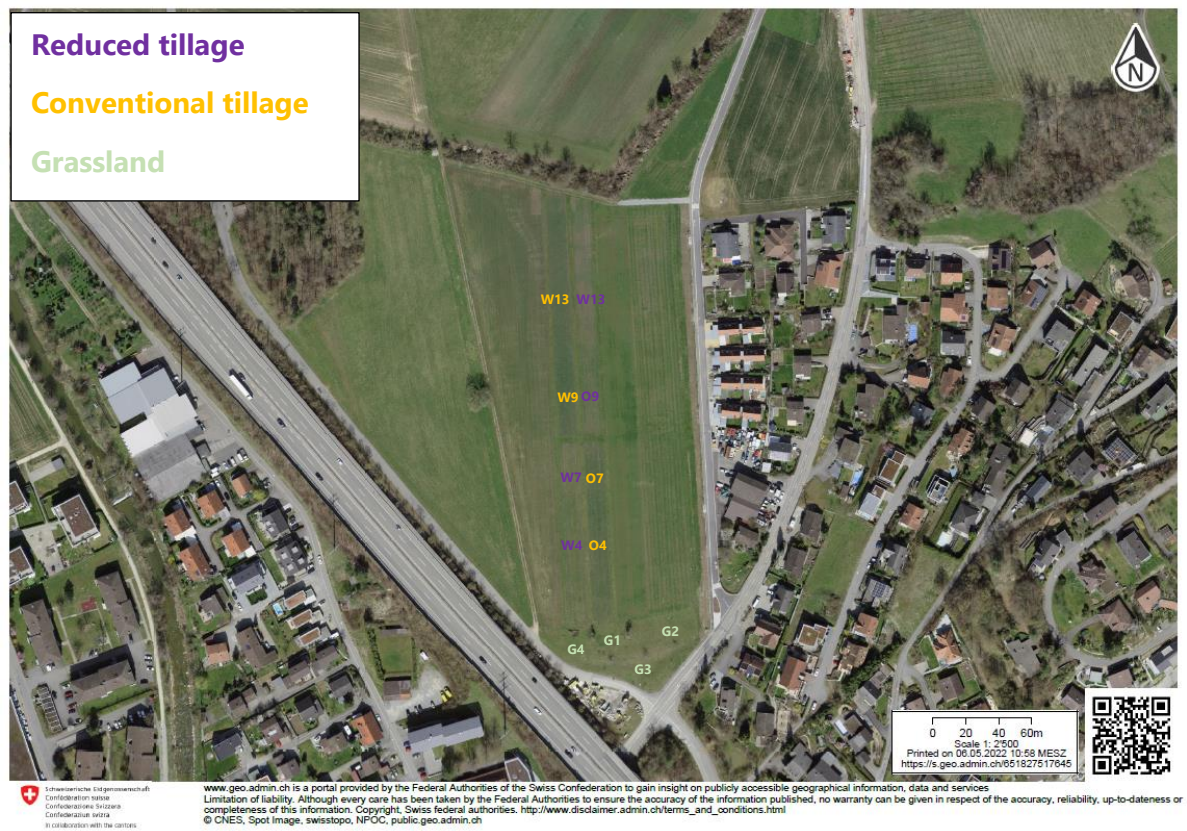 Reduced tillage
Conventional tillage
Grassland
N
W13 W13
W9 O9
W7 O7
W4 O4
G4 G1 G2
G3
0 20 40 60m
Scale 1: 2'500
Printed on 06.05.2022 10:58 MESZ
https://s.geo.admin.ch/651827517645
Schweizerische Eidgenossenschaft
Confédération suisse
Confederazione Svizzera
Confederaziun svizra
In collaboration with the cantons
www.geo.admin.ch is a portal provided by the Federal Authorities of the Swiss Confederation to gain insight on publicly accessible geographical information, data and services
Limitation of liability. Although every care has been taken by the Federal Authorities to ensure the accuracy of the information published, no warranty can be given in respect of the accuracy, reliability, up-to-dateness or
completeness of this information. Copyright, Swiss federal authorities. http://www.disclaimer.admin.ch/terms_and_conditions.html
© CNES, Spot Image, swisstopo, NPOC, public.geo.admin.ch